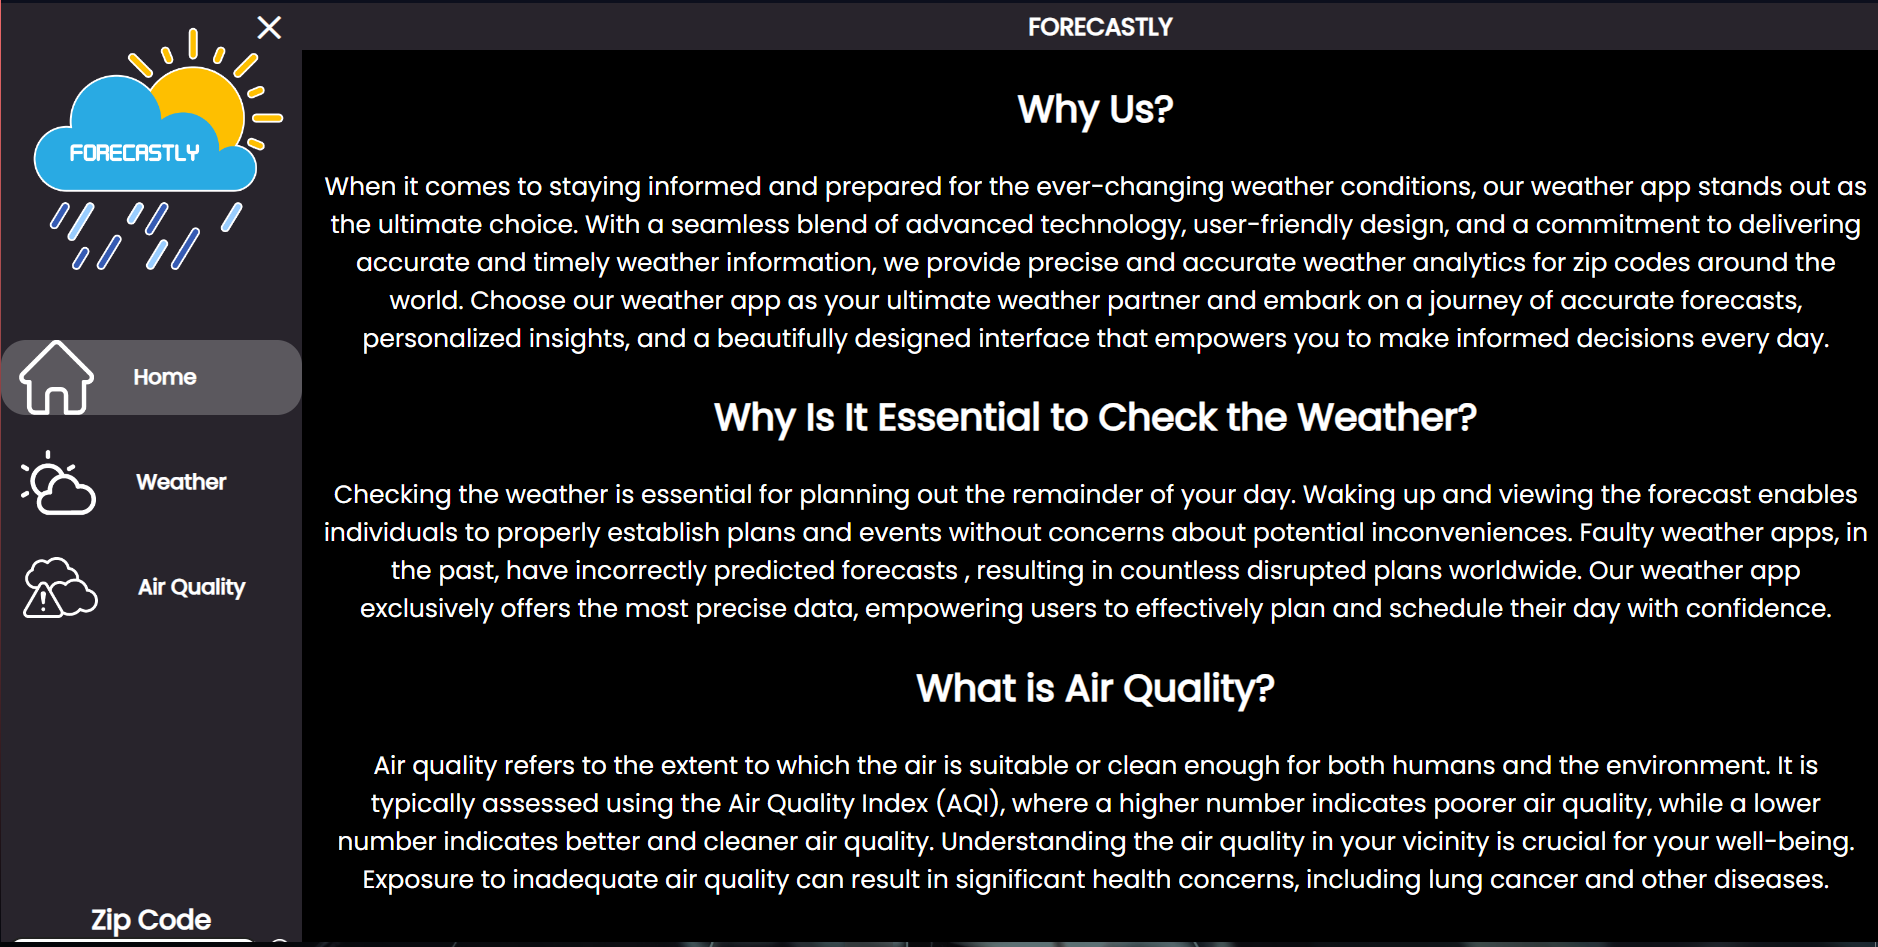 FORECASTLY
Home
Weather
Air Quality
Zip Code
FORECASTLY
Why Us?
When it comes to staying informed and prepared for the ever-changing weather conditions, our weather app stands out as
the ultimate choice. With a seamless blend of advanced technology, user-friendly design, and a commitment to delivering
accurate and timely weather information, we provide precise and accurate weather analytics for zip codes around the
world. Choose our weather app as your ultimate weather partner and embark on a journey of accurate forecasts,
personalized insights, and a beautifully designed interface that empowers you to make informed decisions every day.
Why Is It Essential to Check the Weather?
Checking the weather is essential for planning out the remainder of your day. Waking up and viewing the forecast enables
individuals to properly establish plans and events without concerns about potential inconveniences. Faulty weather apps, in
the past, have incorrectly predicted forecasts , resulting in countless disrupted plans worldwide. Our weather app
exclusively offers the most precise data, empowering users to effectively plan and schedule their day with confidence.
What is Air Quality?
Air quality refers to the extent to which the air is suitable or clean enough for both humans and the environment. It is
typically assessed using the Air Quality Index (AQI), where a higher number indicates poorer air quality, while a lower
number indicates better and cleaner air quality. Understanding the air quality in your vicinity is crucial for your well-being.
Exposure to inadequate air quality can result in significant health concerns, including lung cancer and other diseases.